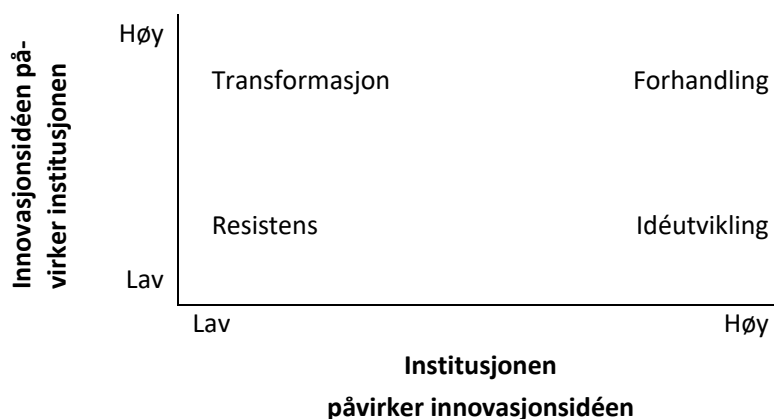 Innovasjonsidéen på-
virker institusjonen
Høy
Transformasjon
Forhandling
Resistens
Idéutvikling
Lav
Lav
Høy
Institusjonen
påvirker innovasjonsidéen